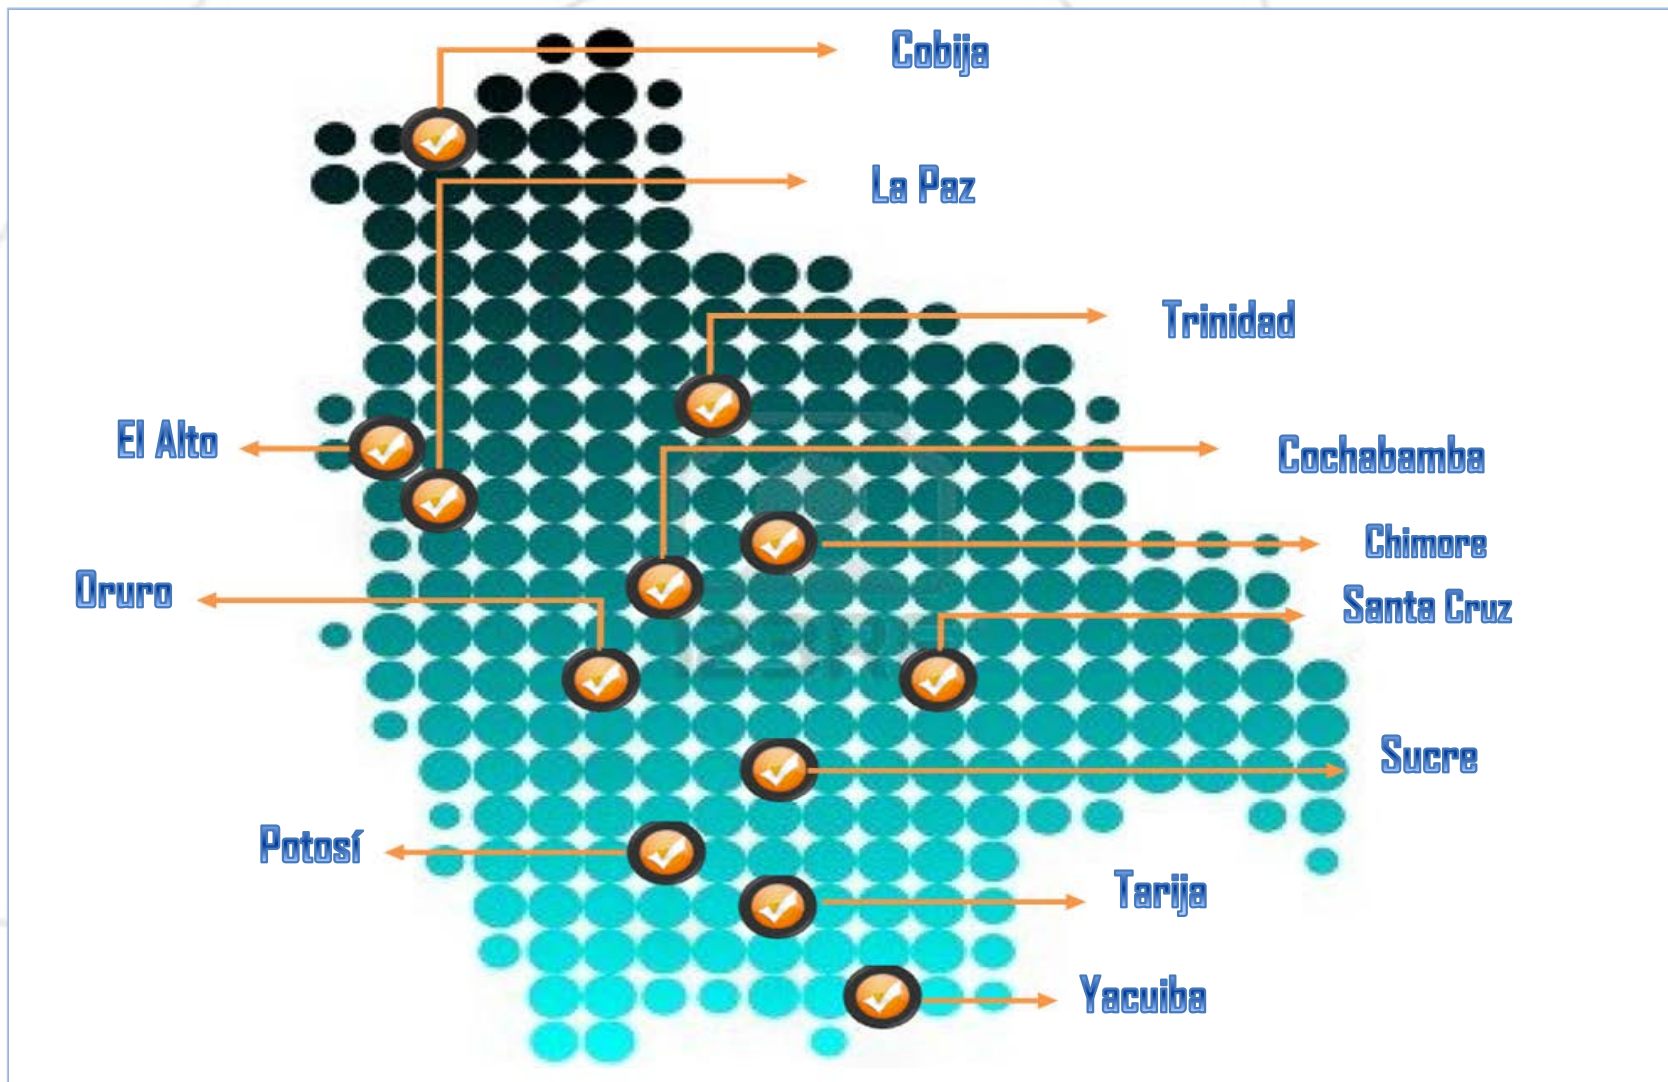 Cobija
La Paz
Trinidad
El Alto
Cochabamba
Chimore
Oruro
Santa Cruz
Sucre
Potosí
Tarija
Yacuiba